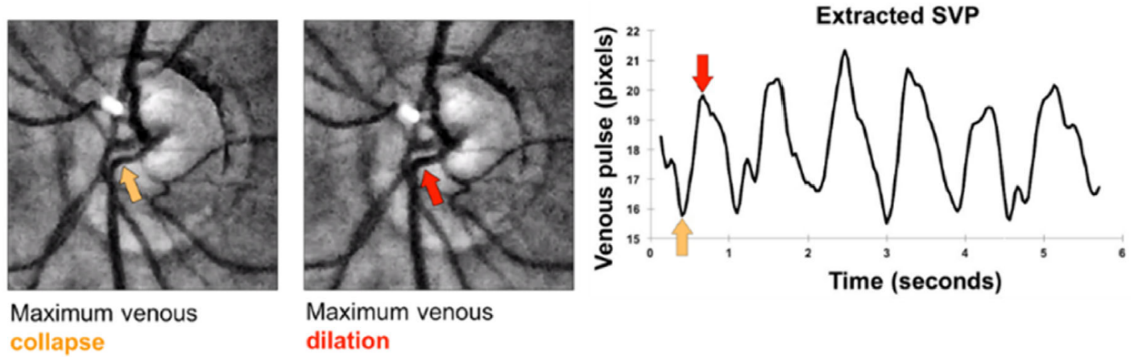 Maximum venous
collapse
Maximum venous
dilation
Extracted SVP
Venous pulse (pixels)
22
21
20
19
18
17
16
15
0
1
2
3
4
5
6
Time (seconds)